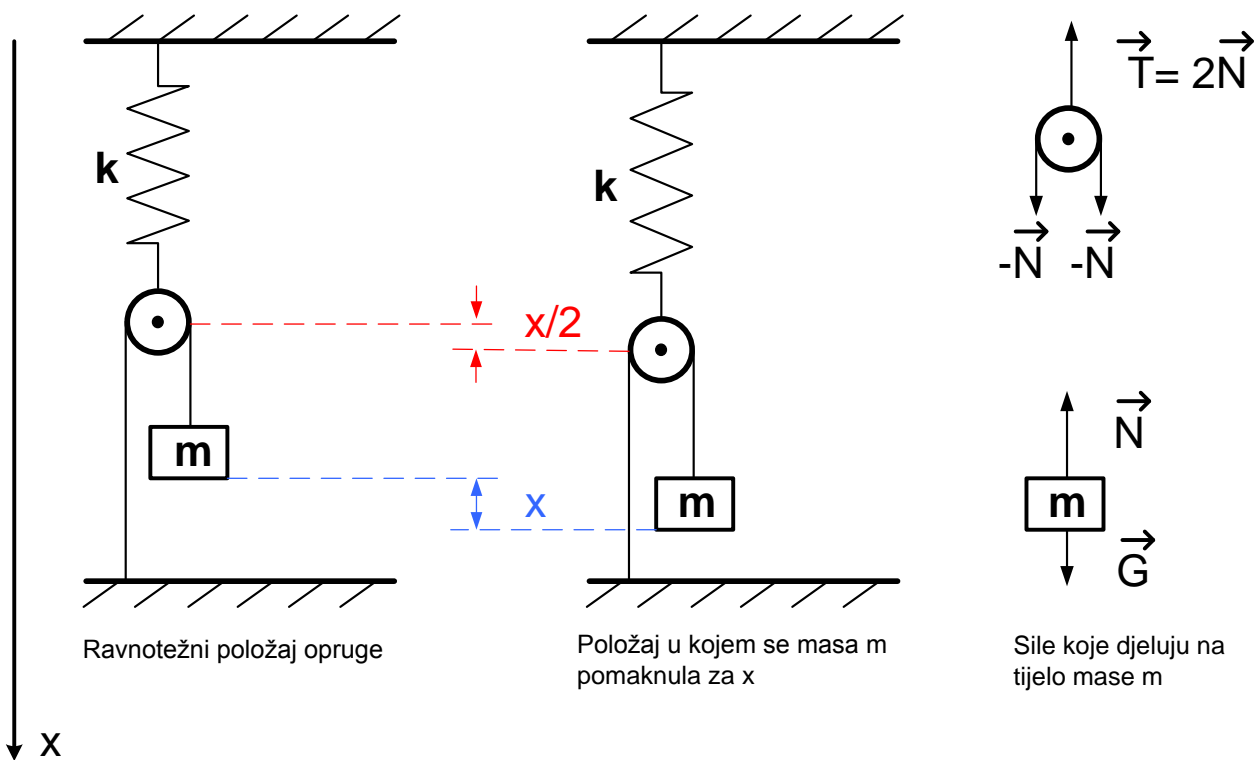 k
m
Ravnotežni položaj opruge
x/2
x
k
m
Položaj u kojem se masa m
pomaknula za x
T= 2N
-N -N
N
m
G
Sile koje djeluju na
tijelo mase m
x